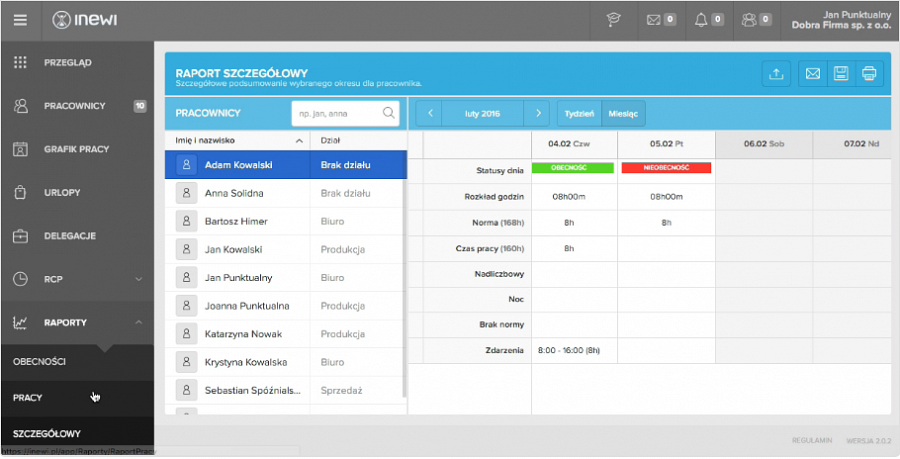 inewi
0
0
0
Jan Punktualny
Dobra Firma sp. z o.o.
PRZEGLĄD
PRACOWNICY 10
GRAFIK PRACY
URLOPY
DELEGACJE
RCP
RAPORTY
OBECNOŚCI
PRACY
SZCZEGÓŁOWY
https://inewi.pl/app/Raporty/RaportPracy
RAPORT SZCZEGÓŁOWY
Szczegółowe podsumowanie wybranego okresu dla pracownika.
PRACOWNICY np. jan, anna
Imię i nazwisko Dział
Adam Kowalski Brak działu
Anna Solidna Brak działu
Bartosz Himer Biuro
Jan Kowalski Produkcja
Jan Punktualny Biuro
Joanna Punktualna Produkcja
Katarzyna Nowak Produkcja
Krystyna Kowalska Biuro
Sebastian Spóźnials... Sprzedaż
luty 2016 Tydzień Miesiąc
04.02 Czw 05.02 Pt 06.02 Sob 07.02 Nd
Statusy dnia OBECNOŚĆ NIEOBECNOŚĆ
Rozkład godzin 08h00m 08h00m
Norma (168h) 8h 8h
Czas pracy (160h) 8h
Nadliczbowy
Noc
Brak normy
Zdarzenia 8:00 - 16:00 (8h)
REGULAMIN WERSJA 2.0.2